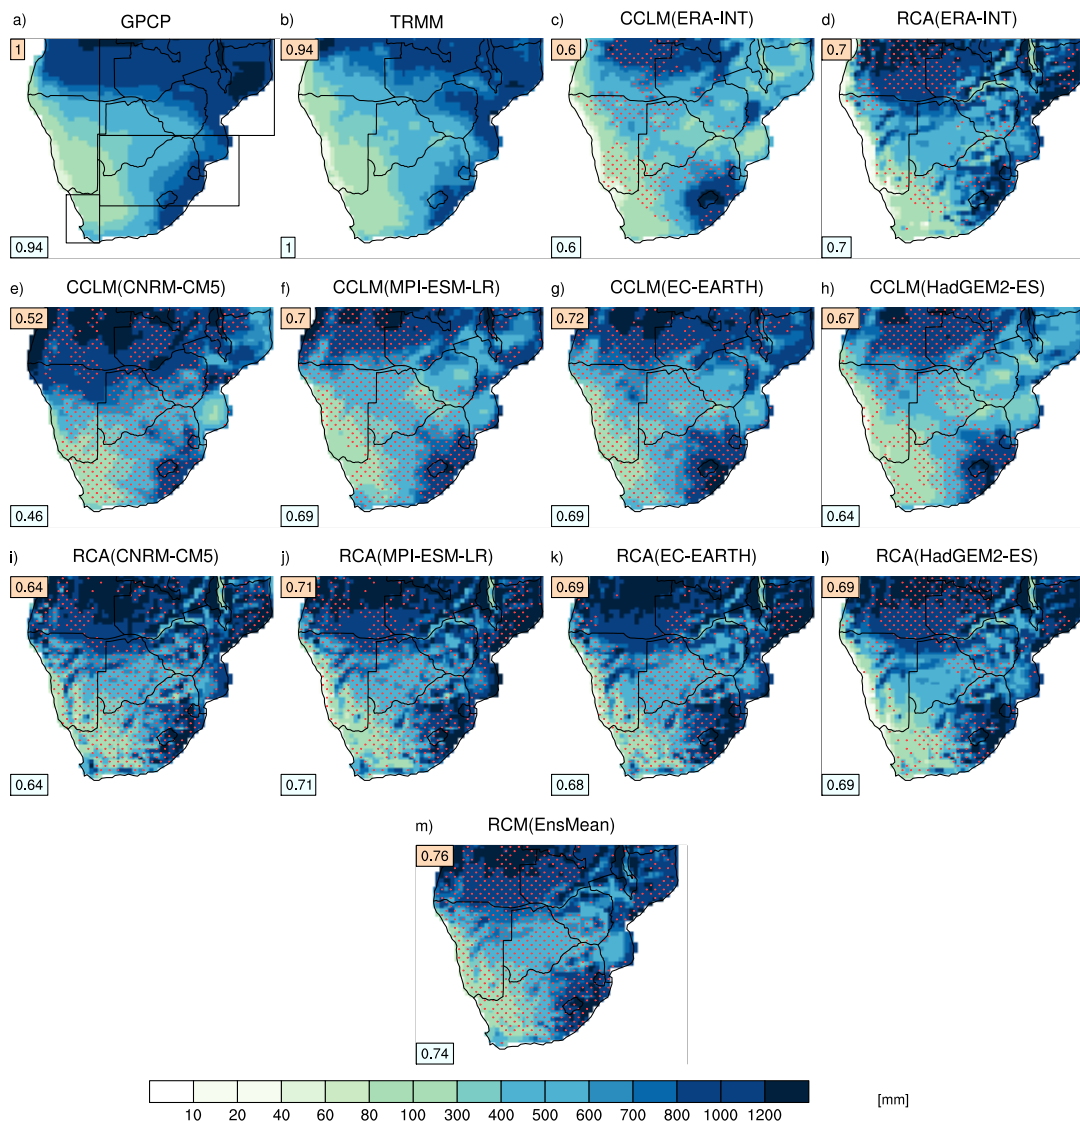 a) GPCP
b) TRMM
c) CCLM(ERA-INT)
d) RCA(ERA-INT)
1
0.94
0.6
0.7
0.94
1
0.6
0.7
e) CCLM(CNRM-CM5)
f) CCLM(MPI-ESM-LR)
g) CCLM(EC-EARTH)
h) CCLM(HadGEM2-ES)
0.52
0.7
0.72
0.67
0.46
0.69
0.69
0.64
i) RCA(CNRM-CM5)
j) RCA(MPI-ESM-LR)
k) RCA(EC-EARTH)
l) RCA(HadGEM2-ES)
0.64
0.71
0.69
0.69
0.64
0.71
0.68
0.69
m) RCM(EnsMean)
0.76
0.74
10 20 40 60 80 100 300 400 500 600 700 800 1000 1200 [mm]